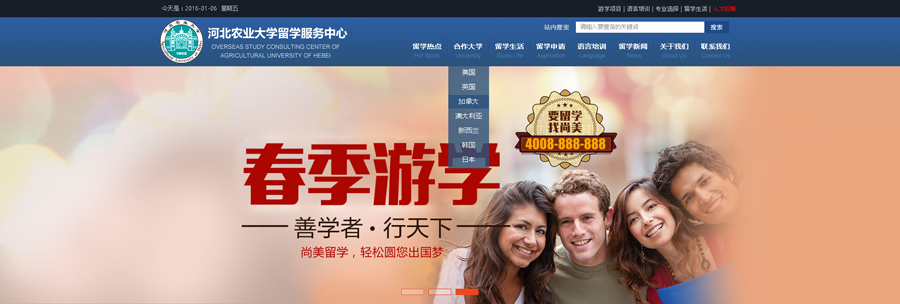 今天是：2016-01-06 星期五
游学项目 | 语言培训 | 专业选择 | 留学生活 | 人才招聘
河北农业大学留学服务中心
OVERSEAS STUDY CONSULTING CENTER OF
AGRICULTURAL UNIVERSITY OF HEBEI
站内搜索 请输入要查询的关键词 搜索
留学热点 合作大学 留学生活 留学申请 语言培训 留学新闻 关于我们 联系我们
Hot Spots University Study Life Application Language News About Us Contact Us
美国
英国
加拿大
澳大利亚
新西兰
韩国
日本
要留学
找尚美
4008-888-888
春季游学
善学者·行天下
尚美留学，轻松圆您出国梦